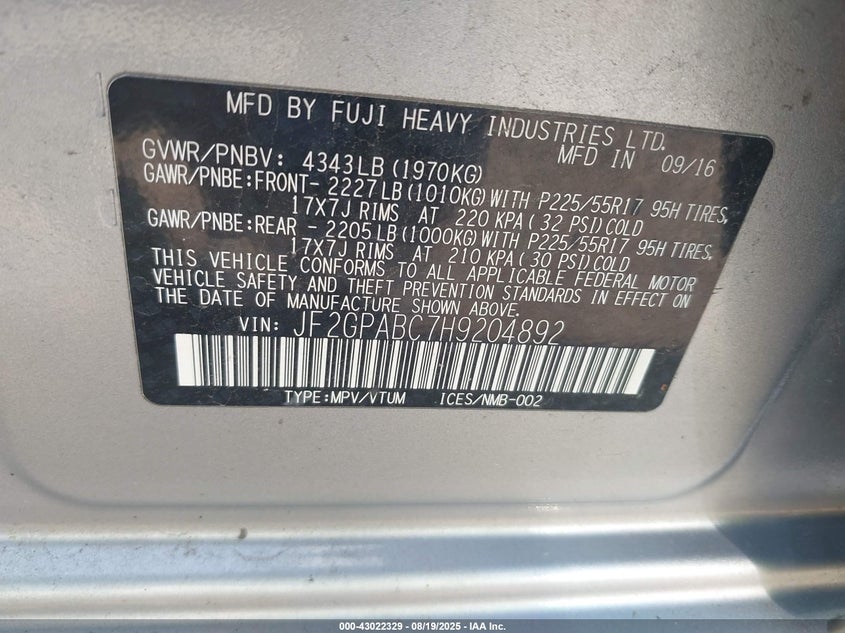 MFD BY FUJI HEAVY INDUSTRIES LTD.
MFD IN 09/16
GVWR/PNBV: 4343LB(1970KG)
GAWR/PNBE:FRONT- 2227LB(1010KG)WITH P225/55R17 95H TIRES,
17X7J RIMS AT 220 KPA( 32 PSI)COLD
GAWR/PNBE:REAR - 2205LB(1000KG)WITH P225/55R17 95H TIRES,
17X7J RIMS AT 210 KPA( 30 PSI)COLD
THIS VEHICLE CONFORMS TO ALL APPLICABLE FEDERAL MOTOR
VEHICLE SAFETY AND THEFT PREVENTION STANDARDS IN EFFECT ON
THE DATE OF MANUFACTURE SHOWN ABOVE.
VIN: JF2GPABC7H9204892
TYPE:MPV/VTUM ICES/NMB-002
000-43022329 - 08/19/2025 - IAA Inc.